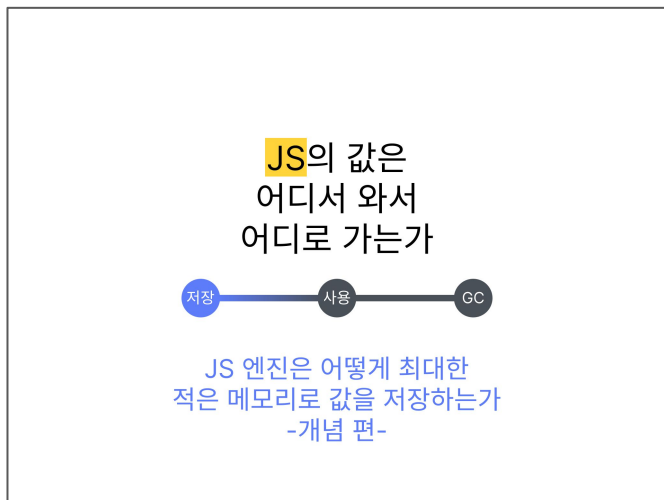 JS의 값은
어디서 와서
어디로 가는가
저장 사용 GC
JS 엔진은 어떻게 최대한
적은 메모리로 값을 저장하는가
-개념 편-